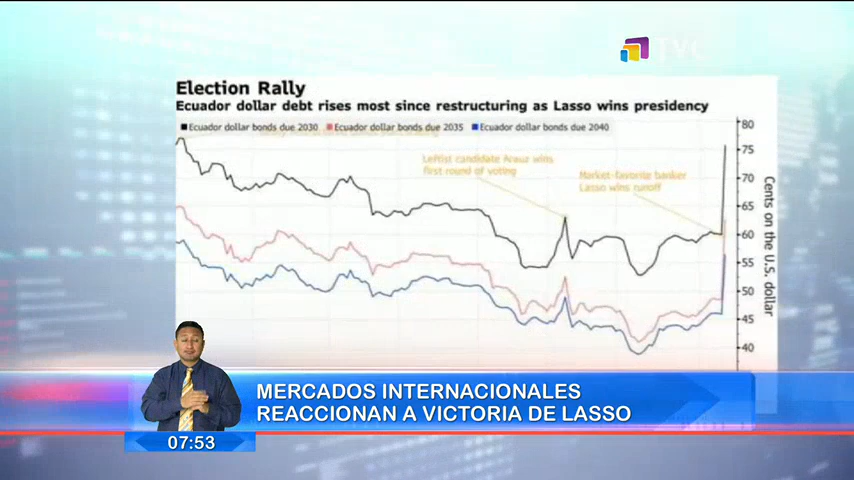 TVC
Election Rally
Ecuador dollar debt rises most since restructuring as Lasso wins presidency
Ecuador dollar bonds due 2030 Ecuador dollar bonds due 2035 Ecuador dollar bonds due 2040
Leftist candidate Arauz wins
first round of voting
Market-favorite banker
Lasso wins runoff
80
75
70
65
60
55
50
45
40
Cents on the U.S. dollar
MERCADOS INTERNACIONALES
REACCIONAN A VICTORIA DE LASSO
07:53